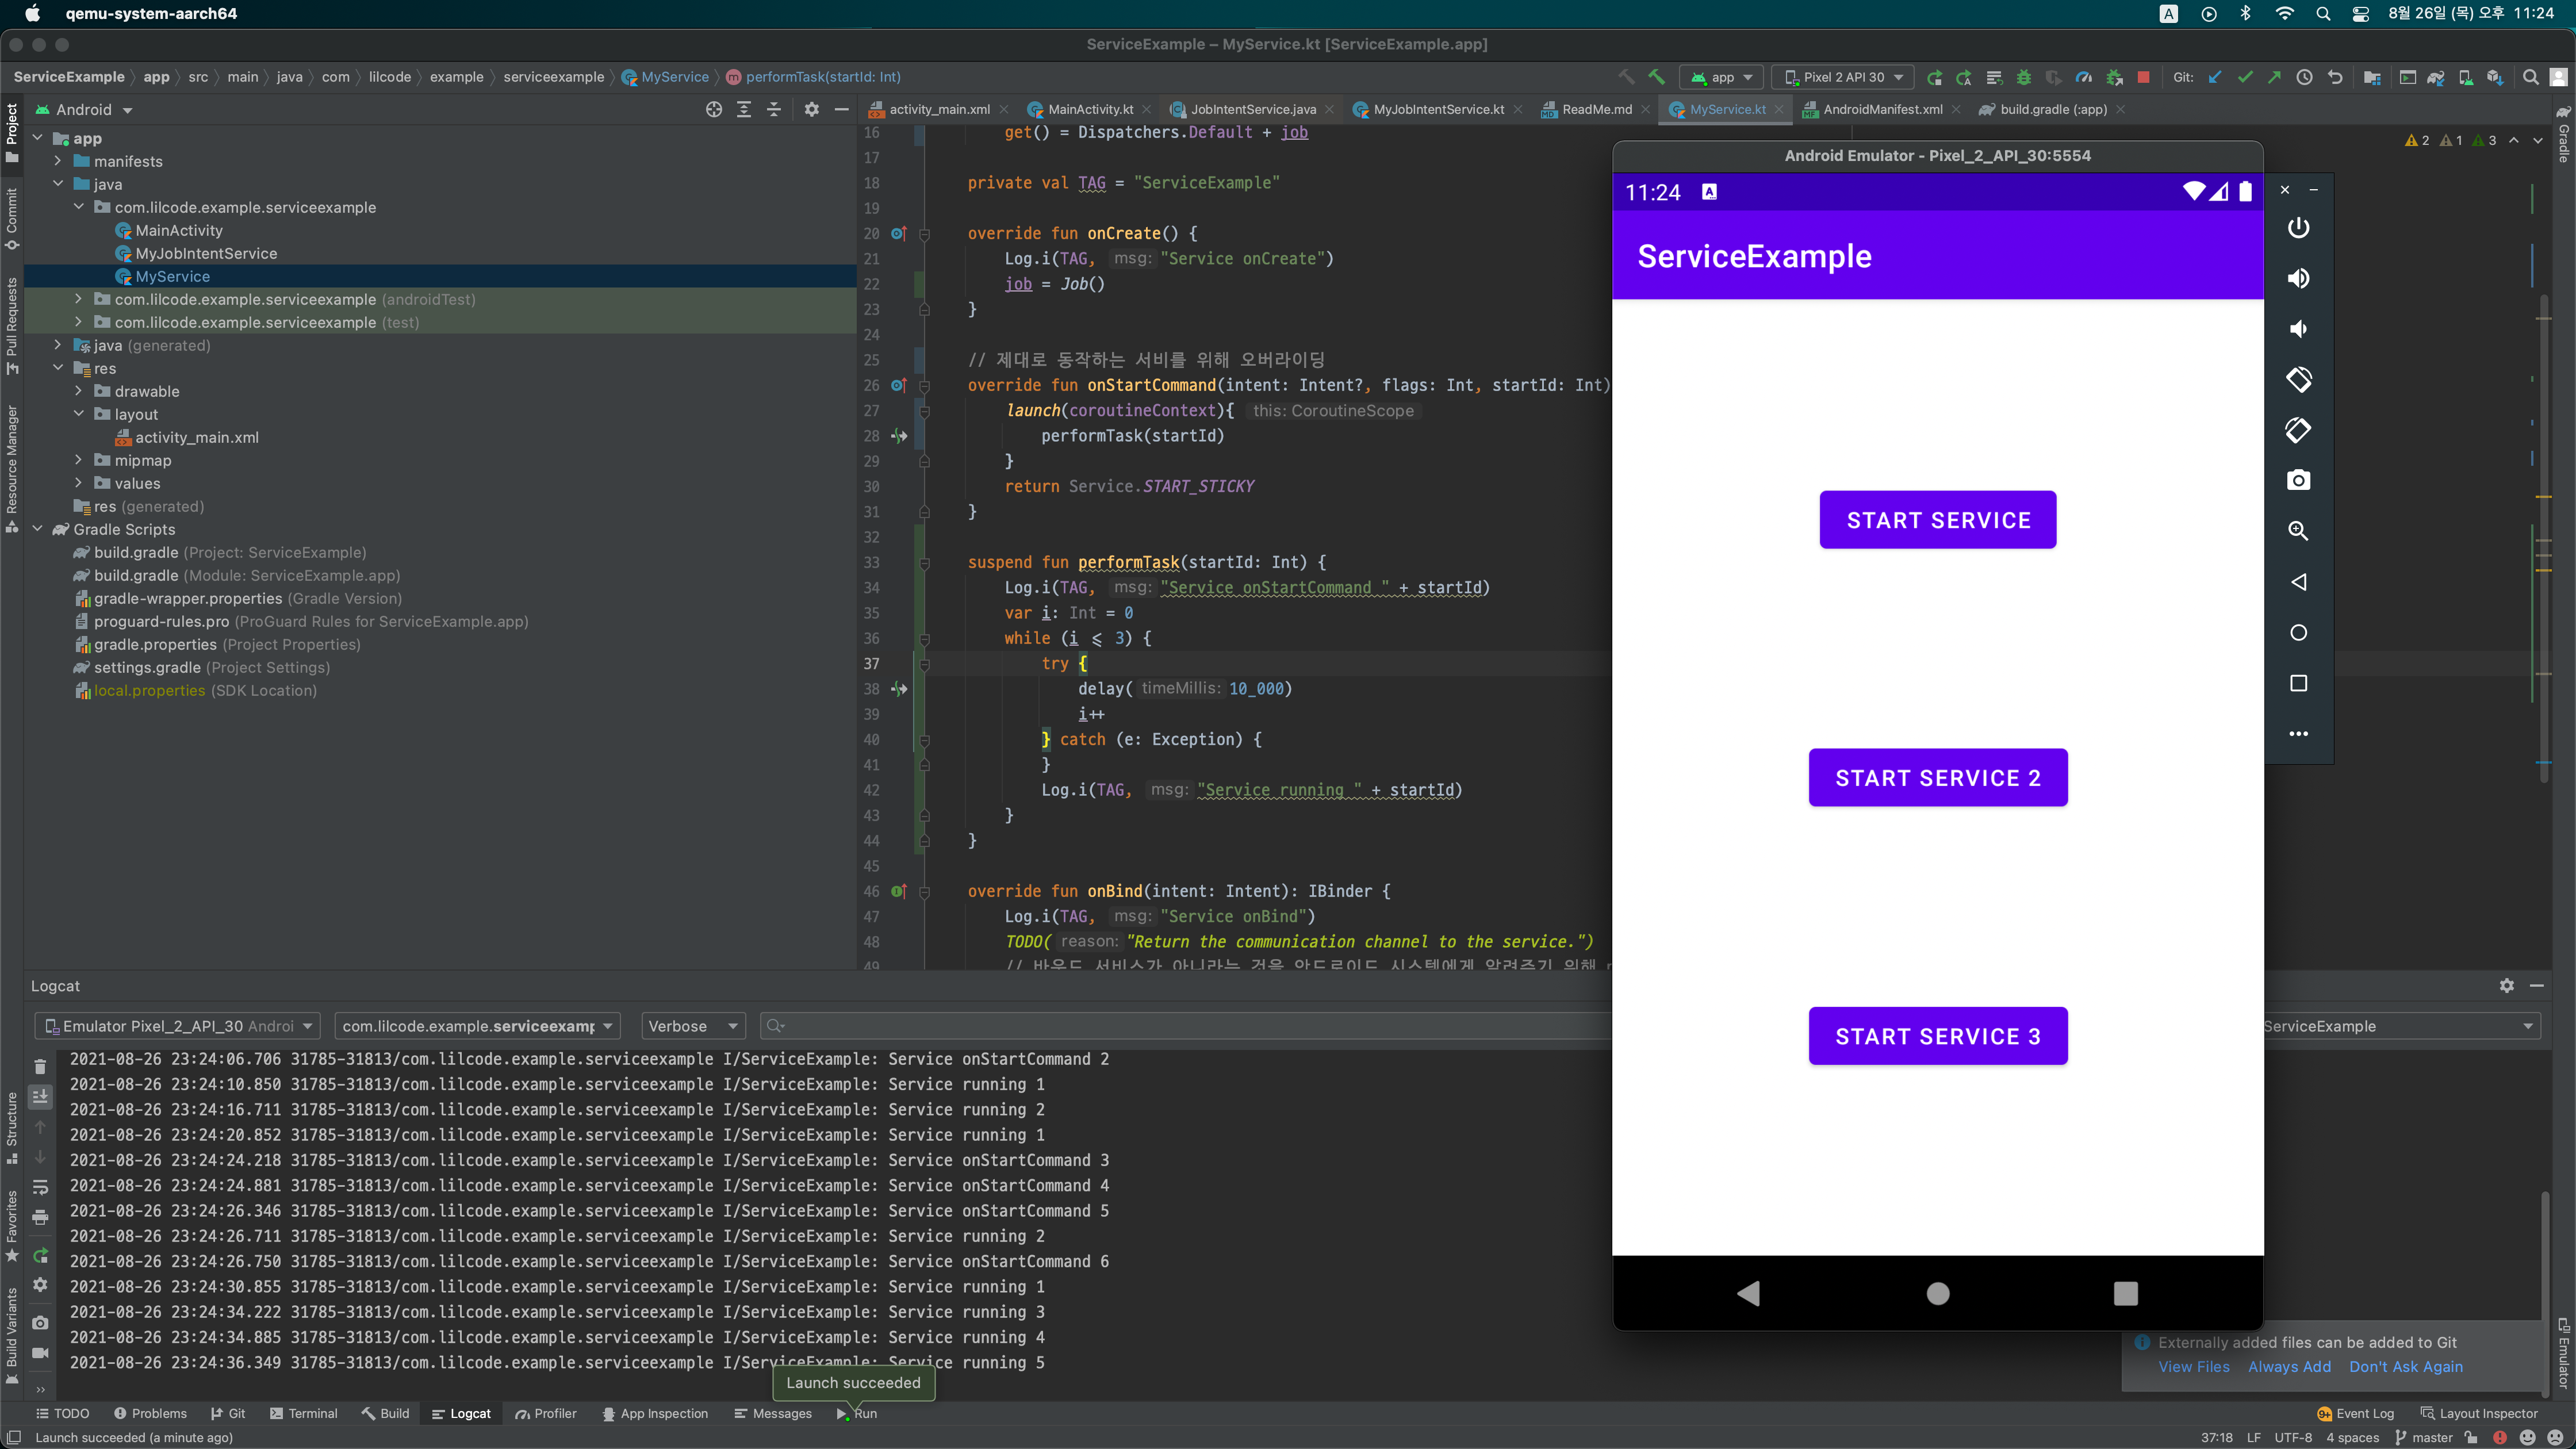 qemu-system-aarch64
A
8월 26일 (목) 오후 11:24
ServiceExample – MyService.kt [ServiceExample.app]
ServiceExample app src main java com lilcode example serviceexample MyService performTask(startId: Int)
app Pixel 2 API 30 Git:
Project
Commit
Pull Requests
Resource Manager
Structure
Favorites
Build Variants
Gradle
Emulator
Android
app
manifests
java
com.lilcode.example.serviceexample
MainActivity
MyJobIntentService
MyService
com.lilcode.example.serviceexample (androidTest)
com.lilcode.example.serviceexample (test)
java (generated)
res
drawable
layout
activity_main.xml
mipmap
values
res (generated)
Gradle Scripts
build.gradle (Project: ServiceExample)
build.gradle (Module: ServiceExample.app)
gradle-wrapper.properties (Gradle Version)
proguard-rules.pro (ProGuard Rules for ServiceExample.app)
gradle.properties (Project Properties)
settings.gradle (Project Settings)
local.properties (SDK Location)
activity_main.xml MainActivity.kt JobIntentService.java MyJobIntentService.kt ReadMe.md MyService.kt AndroidManifest.xml build.gradle (:app)
2 1 3
16 get() = Dispatchers.Default + job
17
18 private val TAG = "ServiceExample"
19
20 override fun onCreate() {
21 Log.i(TAG, msg: "Service onCreate")
22 job = Job()
23 }
24
25 // 제대로 동작하는 서비를 위해 오버라이딩
26 override fun onStartCommand(intent: Intent?, flags: Int, startId: Int)
27 launch(coroutineContext){ this: CoroutineScope
28 performTask(startId)
29 }
30 return Service.START_STICKY
31 }
32
33 suspend fun performTask(startId: Int) {
34 Log.i(TAG, msg: "Service onStartCommand " + startId)
35 var i: Int = 0
36 while (i <= 3) {
37 try {
38 delay( timeMillis: 10_000)
39 i++
40 } catch (e: Exception) {
41 }
42 Log.i(TAG, msg: "Service running " + startId)
43 }
44 }
45
46 override fun onBind(intent: Intent): IBinder {
47 Log.i(TAG, msg: "Service onBind")
48 TODO( reason: "Return the communication channel to the service.")
49 // 바운드 서비스가 아니라는 것을 안드로이드 시스템에게 알려주기 위해
Android Emulator - Pixel_2_API_30:5554
11:24 A
ServiceExample
START SERVICE
START SERVICE 2
START SERVICE 3
Logcat
Emulator Pixel_2_API_30 Androi com.lilcode.example.serviceexamp Verbose ServiceExample
2021-08-26 23:24:06.706 31785-31813/com.lilcode.example.serviceexample I/ServiceExample: Service onStartCommand 2
2021-08-26 23:24:10.850 31785-31813/com.lilcode.example.serviceexample I/ServiceExample: Service running 1
2021-08-26 23:24:16.711 31785-31813/com.lilcode.example.serviceexample I/ServiceExample: Service running 2
2021-08-26 23:24:20.852 31785-31813/com.lilcode.example.serviceexample I/ServiceExample: Service running 1
2021-08-26 23:24:24.218 31785-31813/com.lilcode.example.serviceexample I/ServiceExample: Service onStartCommand 3
2021-08-26 23:24:24.881 31785-31813/com.lilcode.example.serviceexample I/ServiceExample: Service onStartCommand 4
2021-08-26 23:24:26.346 31785-31813/com.lilcode.example.serviceexample I/ServiceExample: Service onStartCommand 5
2021-08-26 23:24:26.711 31785-31813/com.lilcode.example.serviceexample I/ServiceExample: Service running 2
2021-08-26 23:24:26.750 31785-31813/com.lilcode.example.serviceexample I/ServiceExample: Service onStartCommand 6
2021-08-26 23:24:30.855 31785-31813/com.lilcode.example.serviceexample I/ServiceExample: Service running 1
2021-08-26 23:24:34.222 31785-31813/com.lilcode.example.serviceexample I/ServiceExample: Service running 3
2021-08-26 23:24:34.885 31785-31813/com.lilcode.example.serviceexample I/ServiceExample: Service running 4
2021-08-26 23:24:36.349 31785-31813/com.lilcode.example.serviceexample I/ServiceExample: Service running 5
Launch succeeded
Externally added files can be added to Git
View Files Always Add Don't Ask Again
TODO Problems Git Terminal Build Logcat Profiler App Inspection Messages Run
9+ Event Log Layout Inspector
Launch succeeded (a minute ago)
37:18 LF UTF-8 4 spaces master